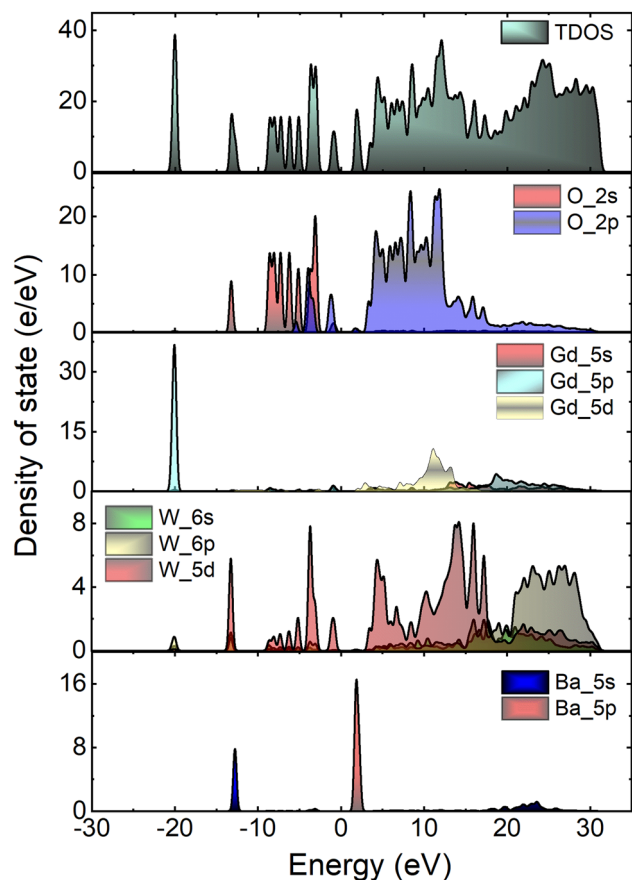 40
TDOS
20
0
O_2s
20
O_2p
10
0
Gd_5s
30
Gd_5p
Gd_5d
15
0
W_6s
8
W_6p
W_5d
4
0
16
Ba_5s
Ba_5p
8
0
-30 -20 -10 0 10 20 30
Energy (eV)
Density of state (e/eV)